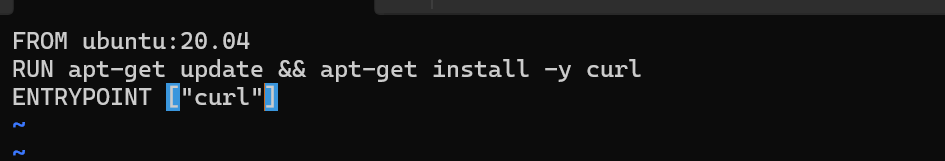 FROM ubuntu:20.04
RUN apt-get update && apt-get install -y curl
ENTRYPOINT ["curl"]
~
~